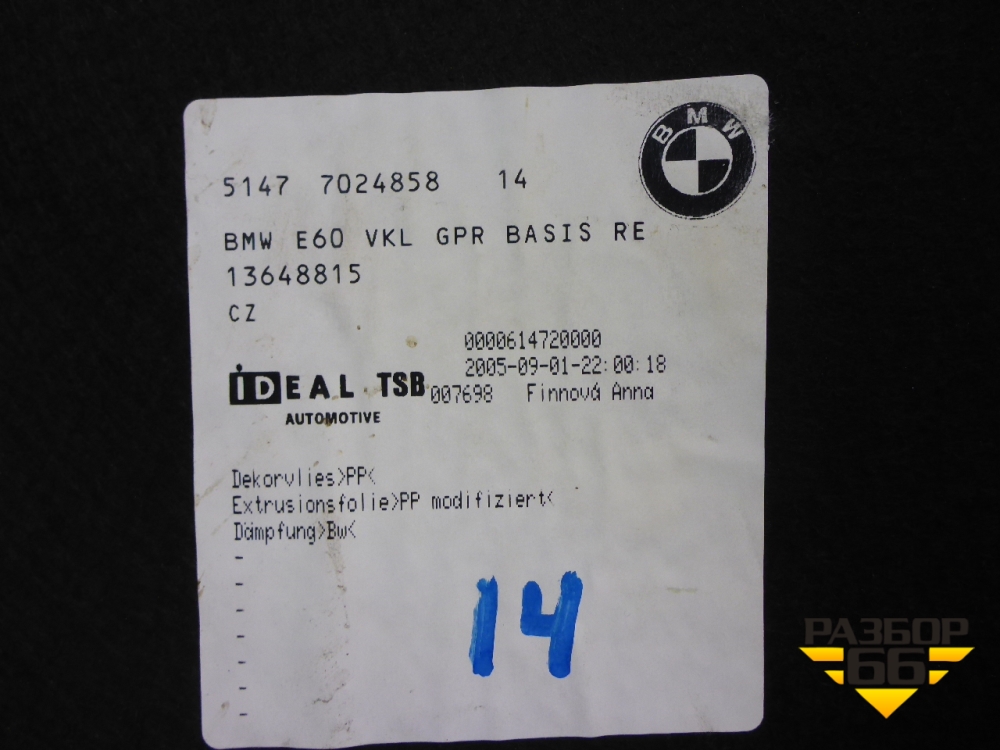 BMW
5147 7024858 14
BMW E60 VKL GPR BASIS RE
13648815
CZ
0000614720000
2005-09-01-22:00:18
IDEAL TSB 007698 Finnová Anna
AUTOMOTIVE
Dekorvlies>PP<
Extrusionsfolie>PP modifiziert<
Dämpfung>Bw<
-
-
-
-
-
-
-
14
РАЗБОР
66